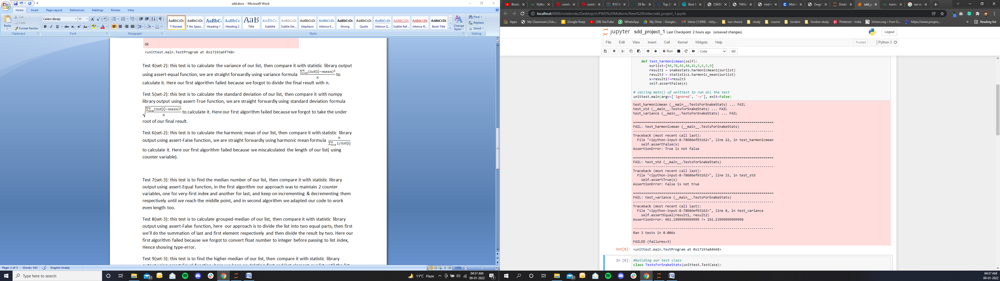 sdd.docx - Microsoft Word
Home Insert Page Layout References Mailings Review View
Paste
Cut
Copy
Format Painter
Clipboard
Calibri (Body) 11
Font
Paragraph
AaBbCcDc AaBbCcDc AaBbC AaBbCc AaB AaBbCc. AaBbCcDc AaBbCcDc AaBbCcDc AaBbCcDc AaBbCcDc AaBbCcDc AaBbCcDc AaBbCcDc AaBbCcDc
¶ Normal ¶ No Spaci... Heading 1 Heading 2 Title Subtitle Subtle Em... Emphasis Intense E... Strong Quote Intense Q... Subtle Ref... Intense R... Book Title
Styles
Change Styles
Find
Replace
Select
Editing
OK
<unittest.main.TestProgram at 0x17193a6f748>
Test 4(set-2): this test is to calculate the variance of our list, then compare it with statistic library output
using assert-equal function, we are straight forwardly using variance formula ∑ⁿᵢ₌₀(list[i]−mean)²/n to
calculate it. Here our first algorithm failed because we forgot to divide the final result with n.
Test 5(set-2): this test is to calculate the standard deviation of our list, then compare it with numpy
library output using assert-True function, we are straight forwardly using standard deviation formula
√(∑ⁿᵢ₌₀(list[i]−mean)²/n) to calculate it. Here our first algorithm failed because we forgot to take the under
root of our final result.
Test 6(set-2): this test is to calculate the harmonic mean of our list, then compare it with statistic library
output using assert-False function, we are straight forwardly using harmonic mean formula n/∑ⁿᵢ₌₀ 1/list[i]
to calculate it. Here our first algorithm failed because we miscalculated the length of our list( using
counter variable).
Test 7(set-3): this test is to find the median number of our list, then compare it with statistic library
output using assert-Equal function, in the first algorithm our approach was to maintain 2 counter
variables, one for very-first index and another for last, and keep on incrementing & decrementing them
respectively until we reach the middle point, and in second algorithm we adapted our code to work
even length too.
Test 8(set-3): this test is to calculate grouped-median of our list, then compare it with statistic library
output using assert-False function, here our approach is to divide the list into two equal parts, then first
we'll do the summation of last and first element respectively and then divide the result by two. Here our
first algorithm failed because we forgot to convert float number to integer before passing to list index,
Hence showing type-error.
Test 9(set-3): this test is to find the higher-median of our list, then compare it with statistic library
Page: 2 of 3 Words: 543 English (India) 130%
Type here to search
33
11°C Haze
04:37 AM
09-01-2022
Blocku Pytho combi combi 915 M 29 Bes Top 25 Best M CM20 1NGm mid-t Mid-te Zwgsl Deskt sdd_p harmo we re
localhost:8888/notebooks/Desktop/rr/PWD%20Midterm/New%20folder/sdd_project_1.ipynb
Apps My Classroom | Edu... Google Keep (58) YouTube WhatsApp My Drive - Google... Inbox (1,694) - rishy... our choice study course london london study Pinterest - India lichess.org • Free O... https://www.progra... » Reading list
jupyter sdd_project_1 Last Checkpoint: 2 hours ago (unsaved changes)
Logout
File Edit View Insert Cell Kernel Widgets Help
Trusted
Python 3
Run
Code
def test_harmonicmean(self):
ourlist=[44,78,45,44,41,5,5,5,9]
result1 = snakestats.harmonicmean1(ourlist)
result3 = statistics.harmonic_mean(ourlist)
x=result1!=result3
self.assertFalse(x)
# calling main() of unittest to run all the test
unittest.main(argv=['ignored', '-v'], exit=False)
test_harmonicmean (__main__.TestsForSnakeStats) ... FAIL
test_std (__main__.TestsForSnakeStats) ... FAIL
test_variance (__main__.TestsForSnakeStats) ... FAIL
======================================================================
FAIL: test_harmonicmean (__main__.TestsForSnakeStats)
----------------------------------------------------------------------
Traceback (most recent call last):
File "<ipython-input-8-78686ef93162>", line 22, in test_harmonicmean
self.assertFalse(x)
AssertionError: True is not false
======================================================================
FAIL: test_std (__main__.TestsForSnakeStats)
----------------------------------------------------------------------
Traceback (most recent call last):
File "<ipython-input-8-78686ef93162>", line 15, in test_std
self.assertTrue(x)
AssertionError: False is not true
======================================================================
FAIL: test_variance (__main__.TestsForSnakeStats)
----------------------------------------------------------------------
Traceback (most recent call last):
File "<ipython-input-8-78686ef93162>", line 8, in test_variance
self.assertEqual(result1, result2)
AssertionError: 961.1999999999999 != 192.23999999999998
----------------------------------------------------------------------
Ran 3 tests in 0.006s
FAILED (failures=3)
Out[8]: <unittest.main.TestProgram at 0x17193a84648>
In [6]: #building our test class
class TestsForSnakeStats(unittest.TestCase):
33
04:37 AM
09-01-2022